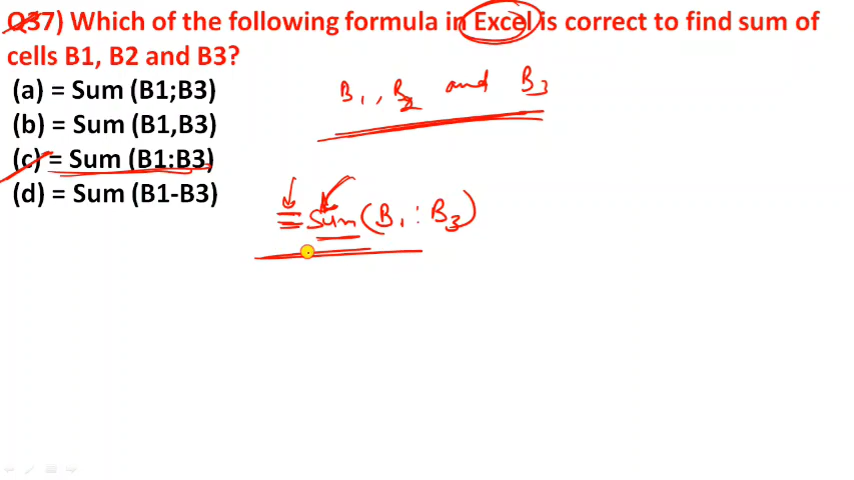 Q37) Which of the following formula in Excel is correct to find sum of
cells B1, B2 and B3?
(a) = Sum (B1;B3)
(b) = Sum (B1,B3)
(c) = Sum (B1:B3)
(d) = Sum (B1-B3)
B1, B2 and B3
= Sum (B1 : B3)